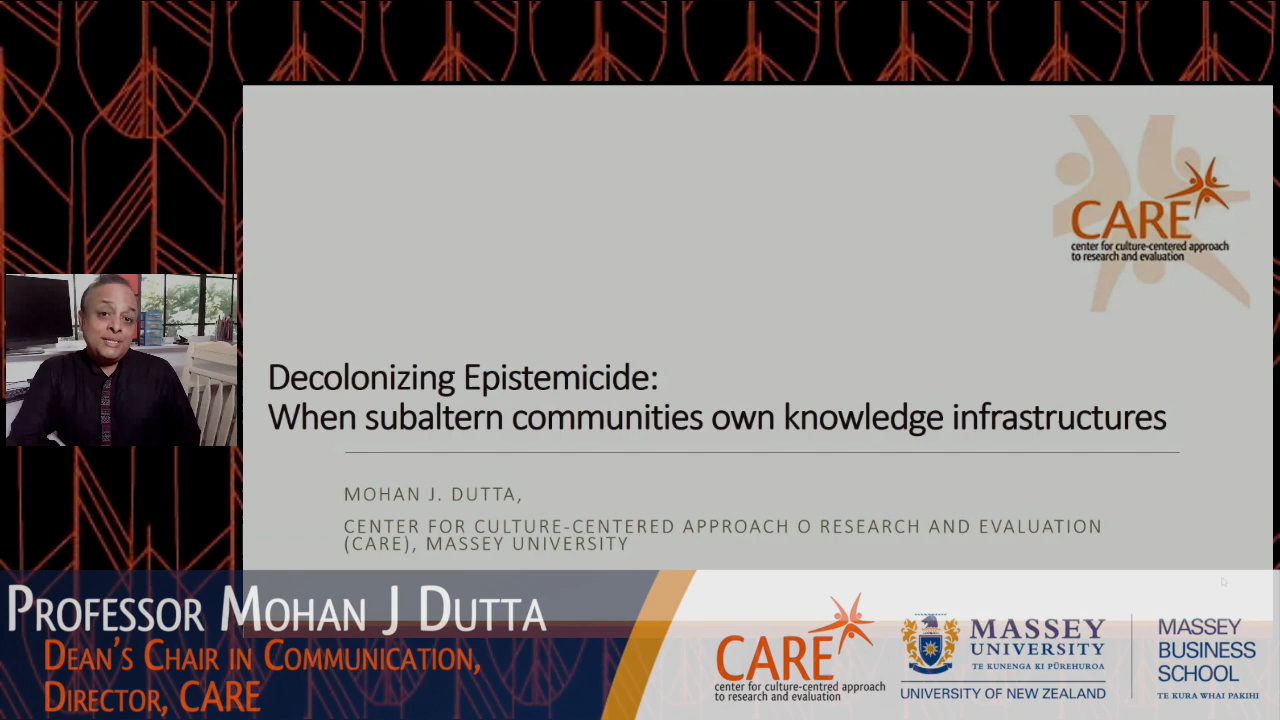 CARE
center for culture-centered approach
to research and evaluation
Decolonizing Epistemicide:
When subaltern communities own knowledge infrastructures
MOHAN J. DUTTA,
CENTER FOR CULTURE-CENTERED APPROACH O RESEARCH AND EVALUATION
(CARE), MASSEY UNIVERSITY
PROFESSOR MOHAN J DUTTA
DEAN'S CHAIR IN COMMUNICATION,
DIRECTOR, CARE
CARE
center for culture-centred approach
to research and evaluation
MASSEY
UNIVERSITY
TE KUNENGA KI PŪREHUROA
UNIVERSITY OF NEW ZEALAND
MASSEY
BUSINESS
SCHOOL
TE KURA WHAI PAKIHI